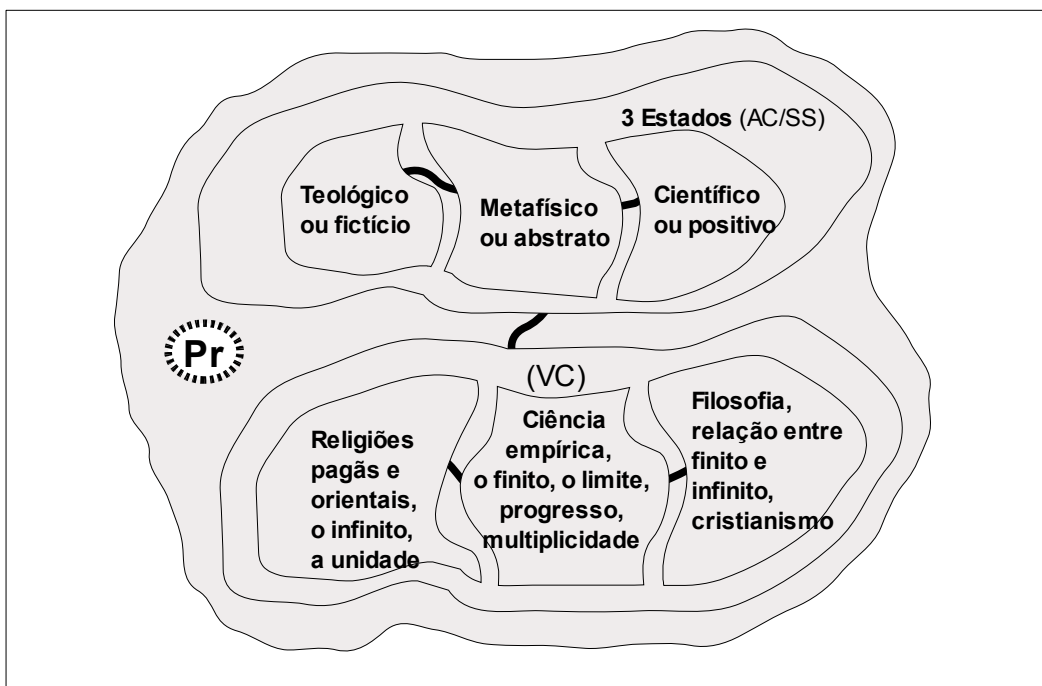 3 Estados (AC/SS)
Teológico
ou fictício
Metafísico
ou abstrato
Científico
ou positivo
Pr
(VC)
Religiões
pagãs e
orientais,
o infinito,
a unidade
Ciência
empírica,
o finito, o limite,
progresso,
multiplicidade
Filosofia,
relação entre
finito e
infinito,
cristianismo